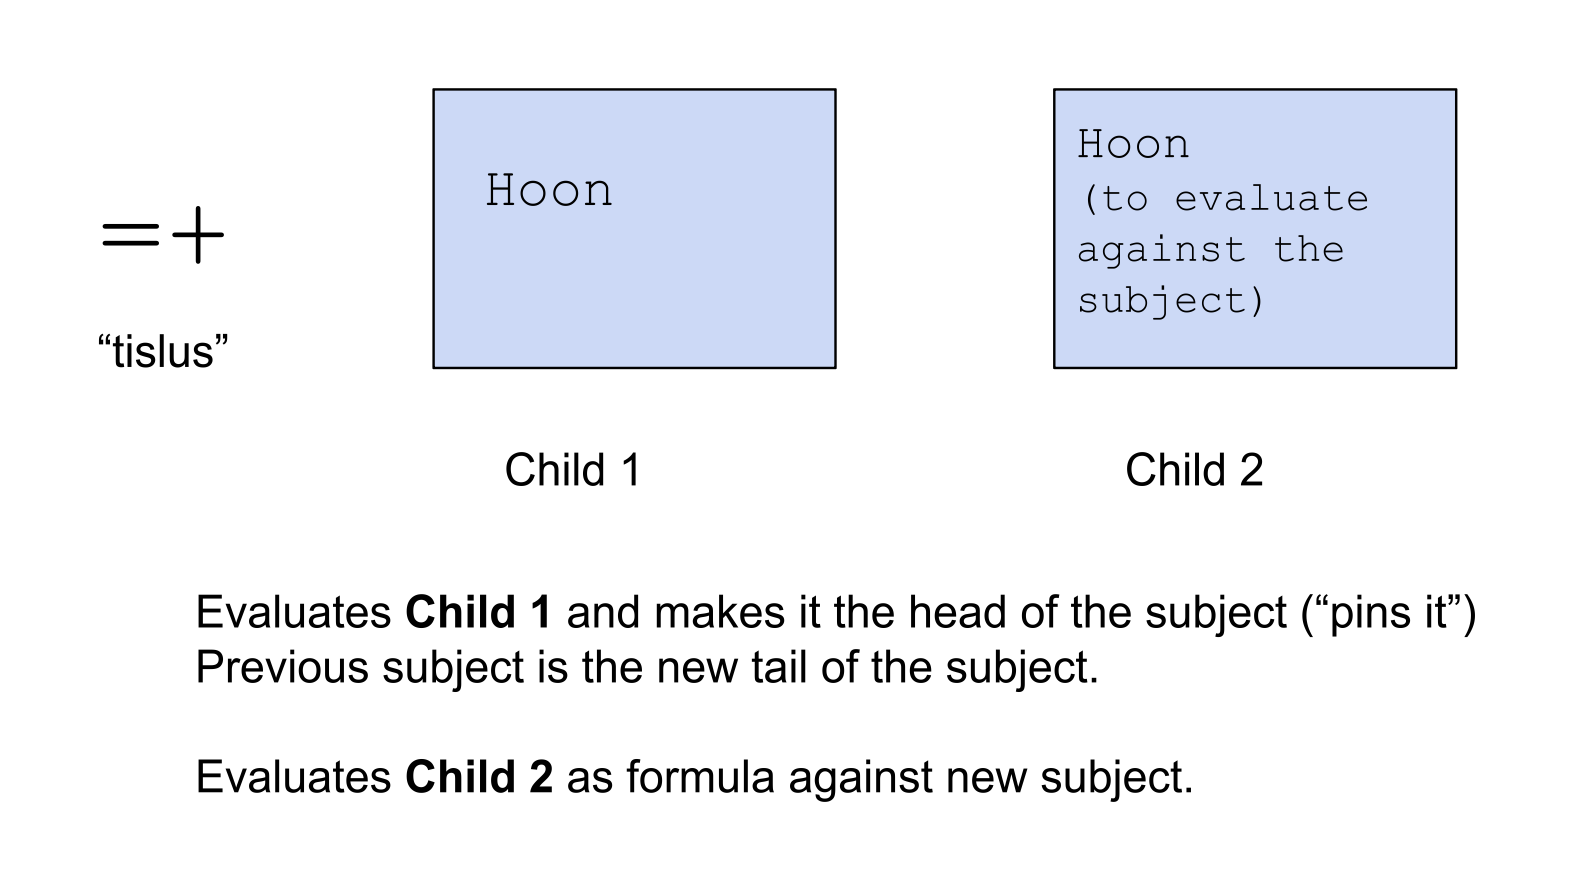 =+
“tislus”
Hoon
Hoon
(to evaluate
against the
subject)
Child 1
Child 2
Evaluates Child 1 and makes it the head of the subject (“pins it”)
Previous subject is the new tail of the subject.
Evaluates Child 2 as formula against new subject.